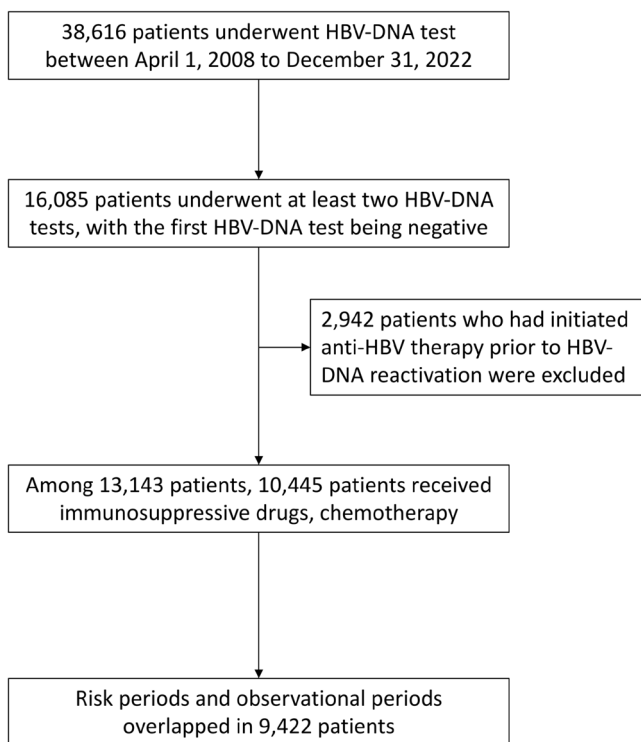 38,616 patients underwent HBV-DNA test
between April 1, 2008 to December 31, 2022
16,085 patients underwent at least two HBV-DNA
tests, with the first HBV-DNA test being negative
2,942 patients who had initiated
anti-HBV therapy prior to HBV-
DNA reactivation were excluded
Among 13,143 patients, 10,445 patients received
immunosuppressive drugs, chemotherapy
Risk periods and observational periods
overlapped in 9,422 patients